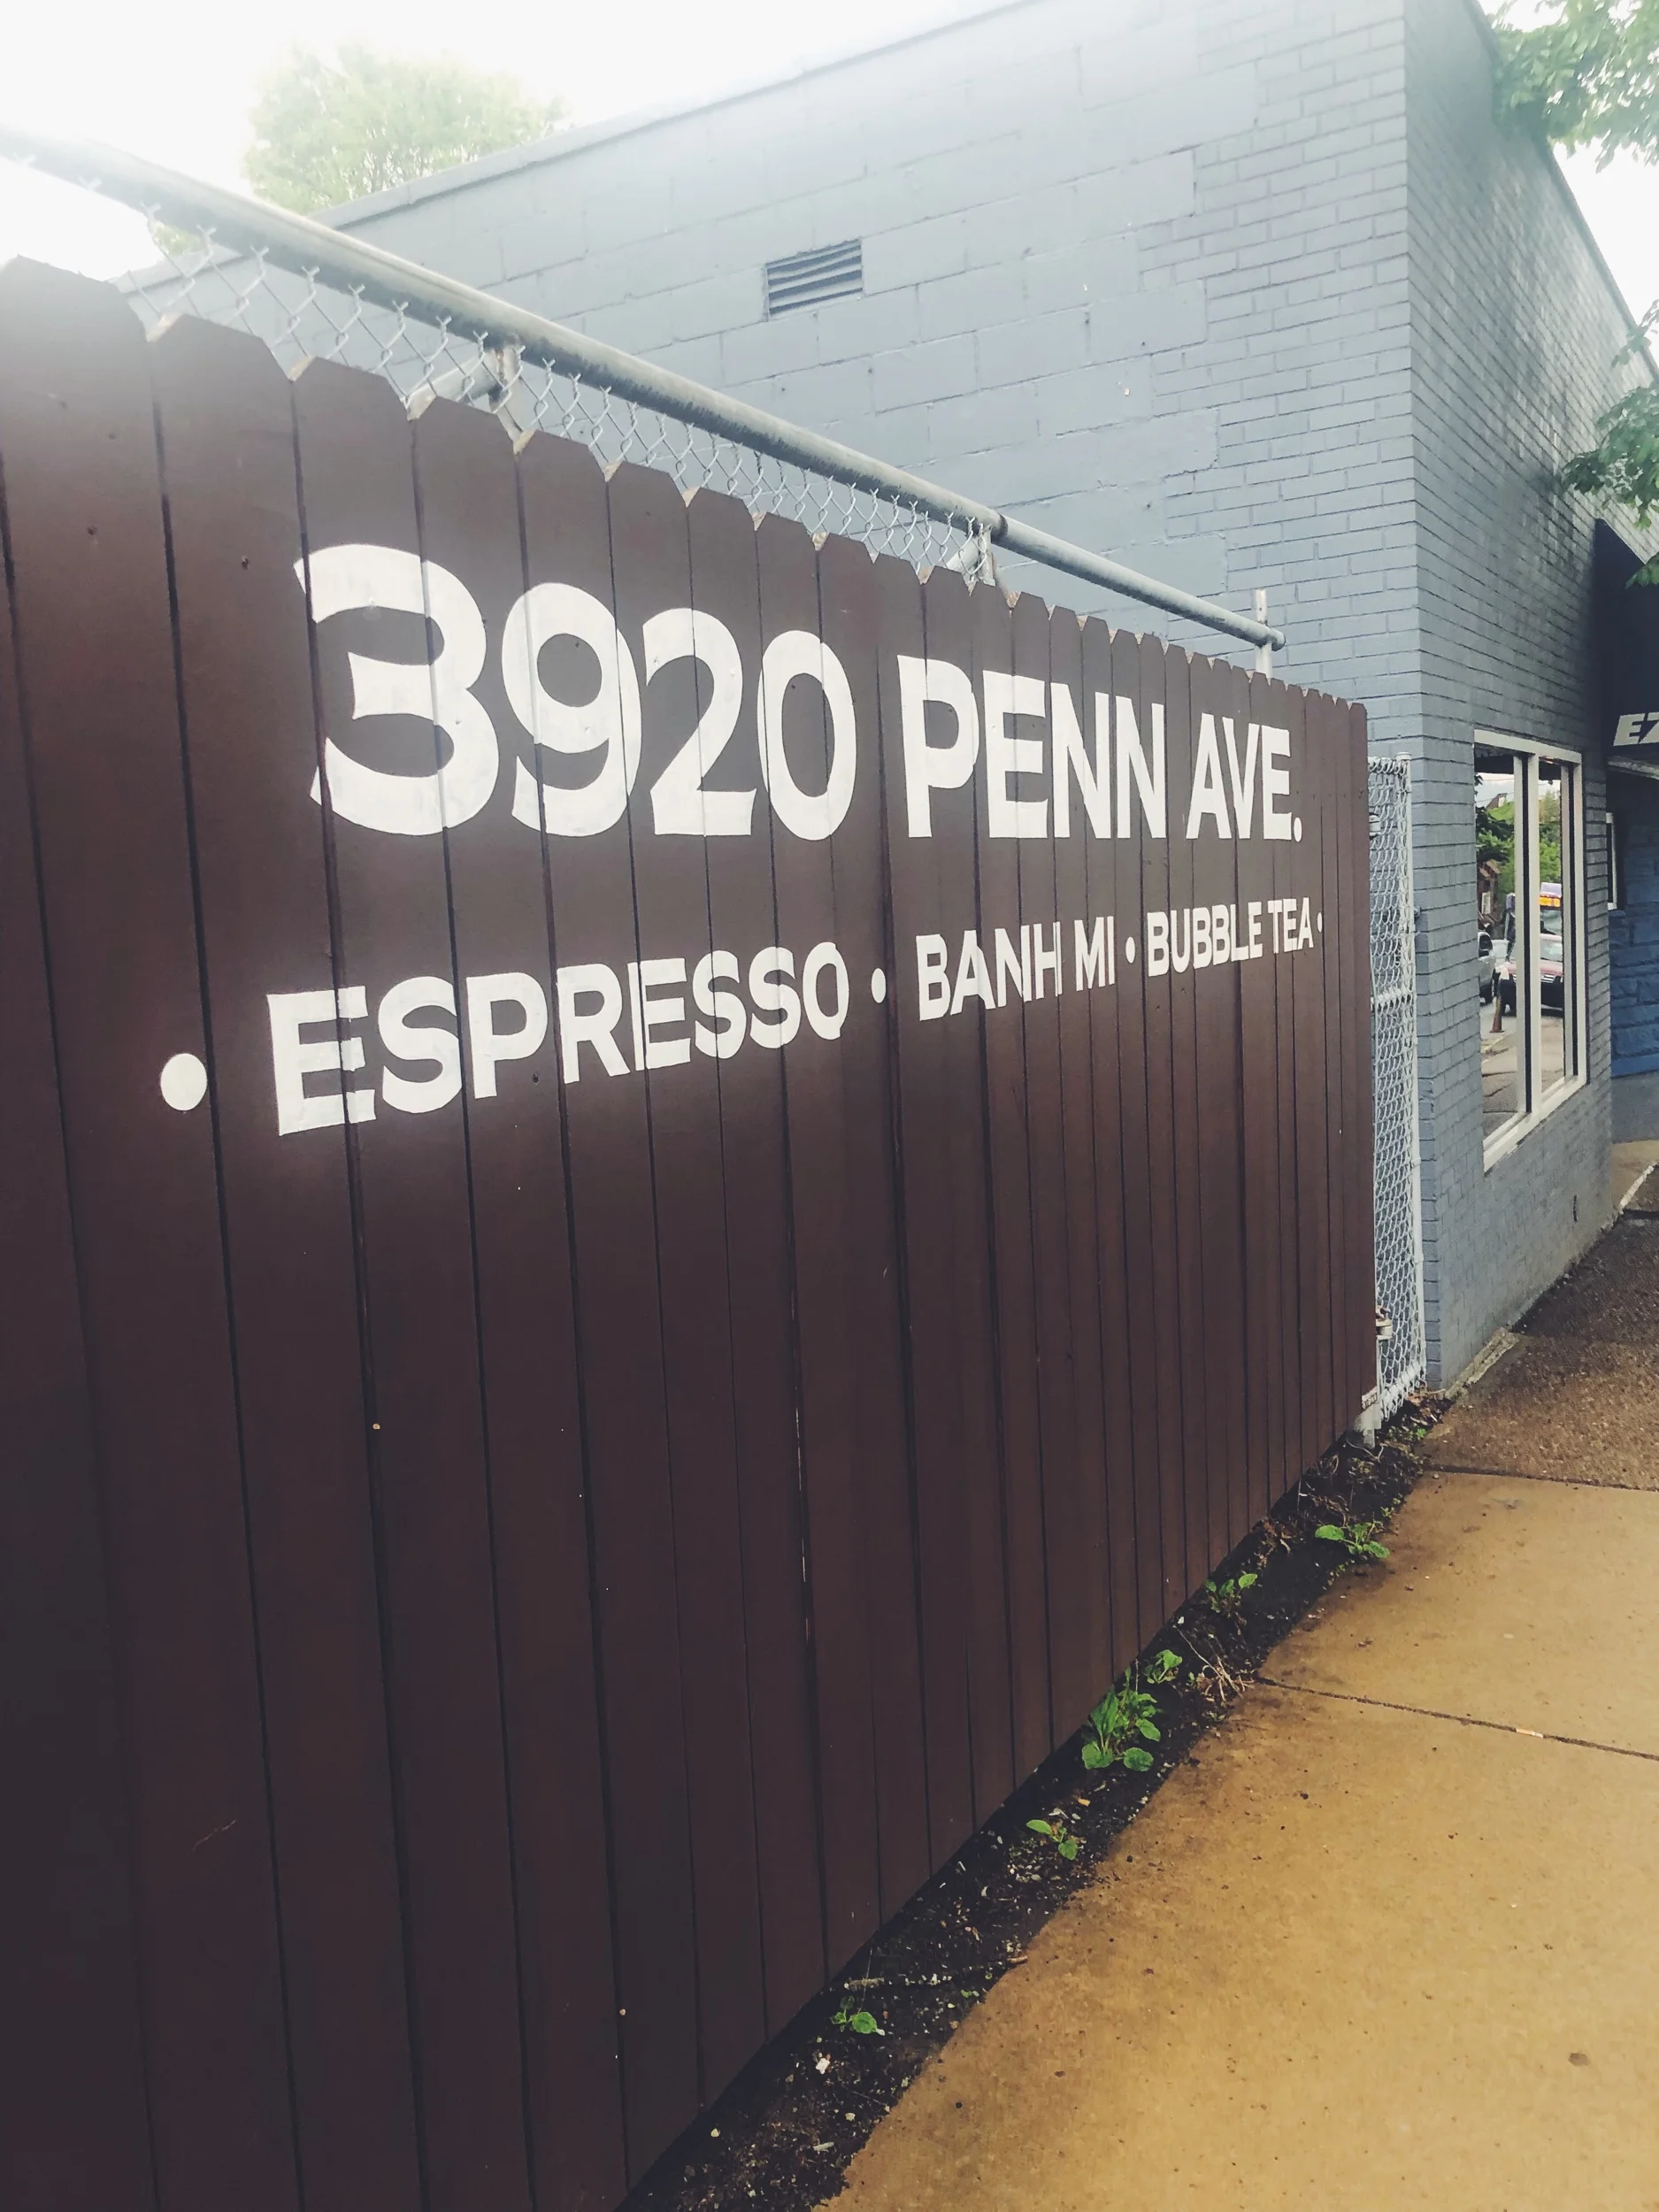 3920 PENN AVE.
• ESPRESSO • BANH MI • BUBBLE TEA •